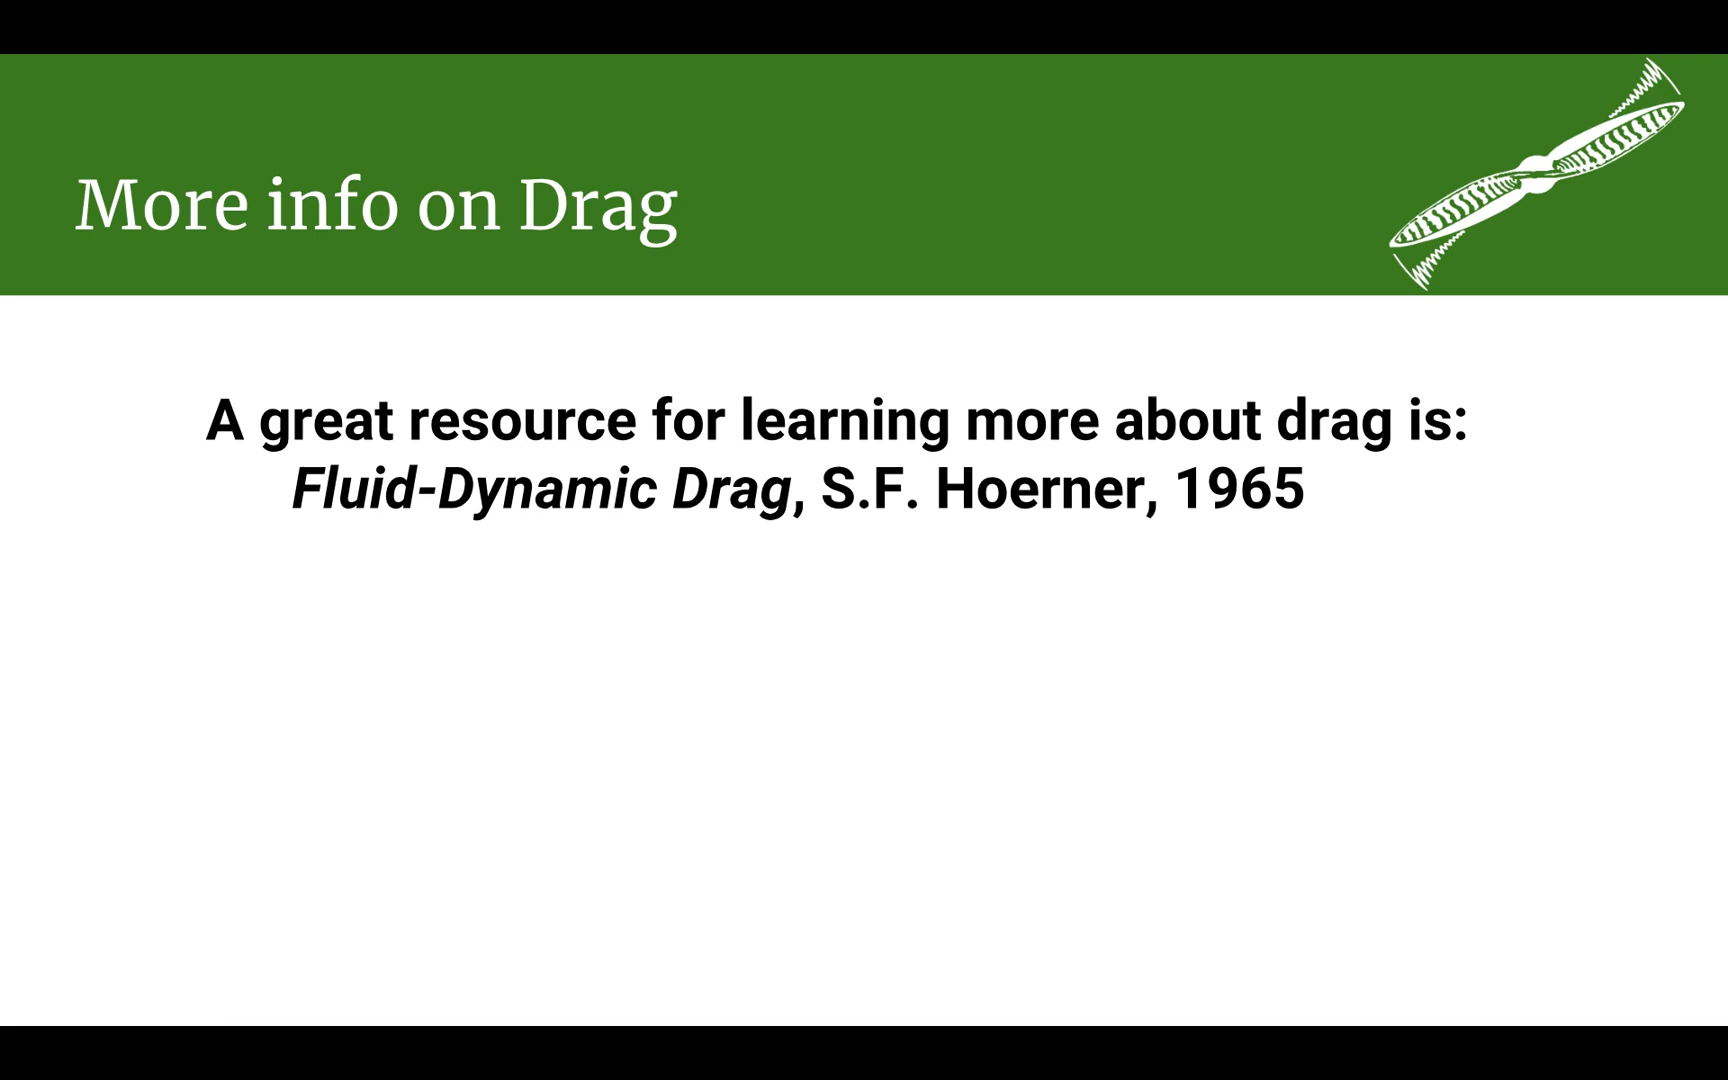 More info on Drag
A great resource for learning more about drag is:
Fluid-Dynamic Drag, S.F. Hoerner, 1965